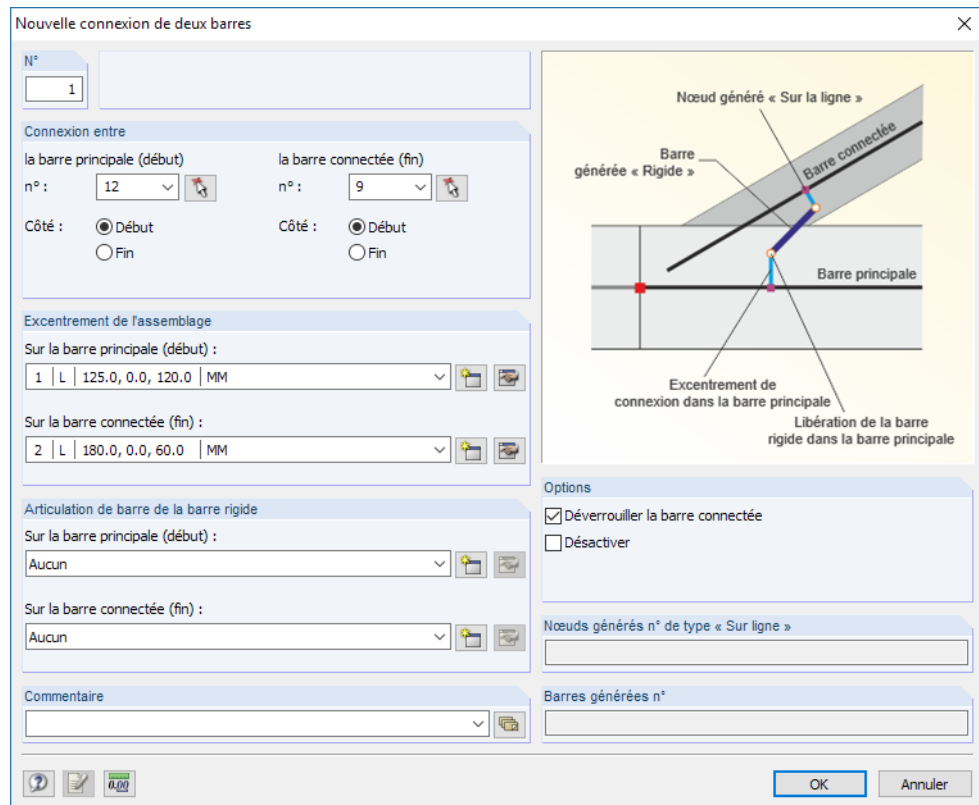 Nouvelle connexion de deux barres
N°
1
Connexion entre
la barre principale (début)
la barre connectée (fin)
n° :
12
n° :
9
Côté :
Début
Côté :
Début
Fin
Fin
Excentrement de l'assemblage
Sur la barre principale (début) :
1 | L | 125.0, 0.0, 120.0 | MM
Sur la barre connectée (fin) :
2 | L | 180.0, 0.0, 60.0 | MM
Articulation de barre de la barre rigide
Sur la barre principale (début) :
Aucun
Sur la barre connectée (fin) :
Aucun
Commentaire
Nœud généré « Sur la ligne »
Barre
générée « Rigide »
Barre connectée
Barre principale
Excentrement de
connexion dans la barre principale
Libération de la barre
rigide dans la barre principale
Options
Déverrouiller la barre connectée
Désactiver
Nœuds générés n° de type « Sur ligne »
Barres générées n°
0,00
OK
Annuler